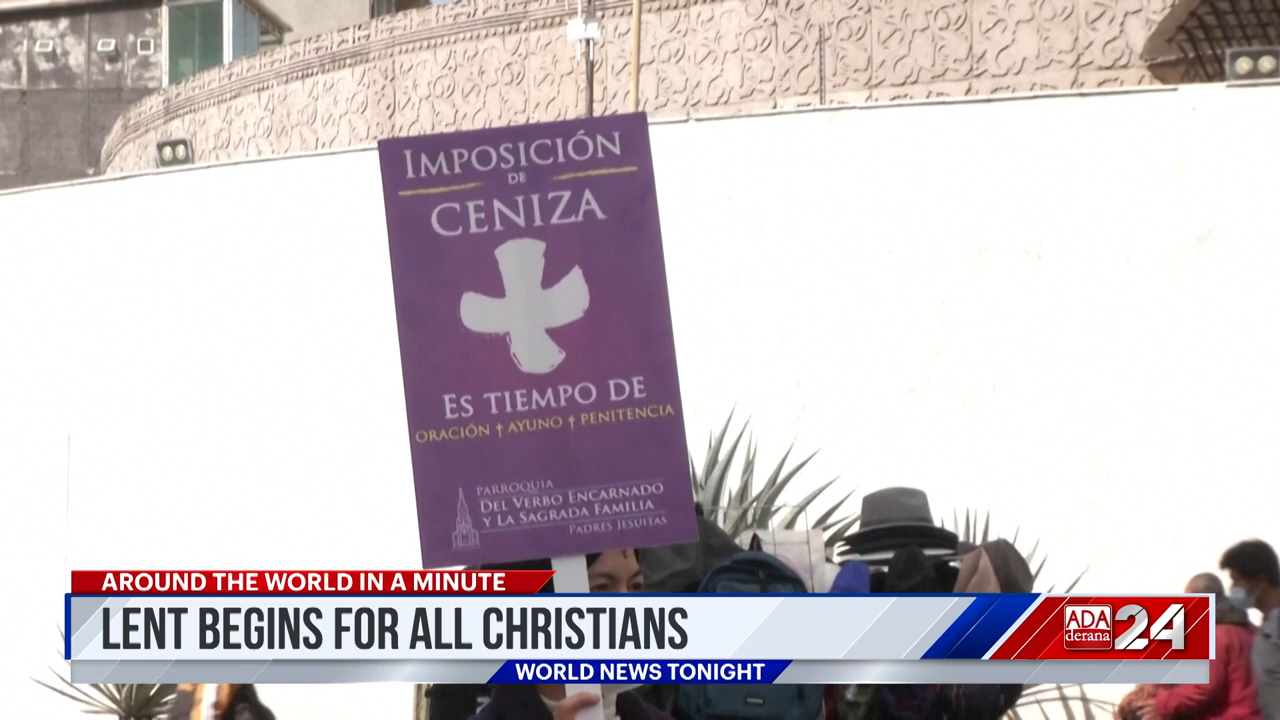 IMPOSICIÓN
DE
CENIZA
ES TIEMPO DE
ORACIÓN † AYUNO † PENITENCIA
PARROQUIA
DEL VERBO ENCARNADO
Y LA SAGRADA FAMILIA
PADRES JESUITAS
AROUND THE WORLD IN A MINUTE
LENT BEGINS FOR ALL CHRISTIANS
ADA
derana
24
WORLD NEWS TONIGHT